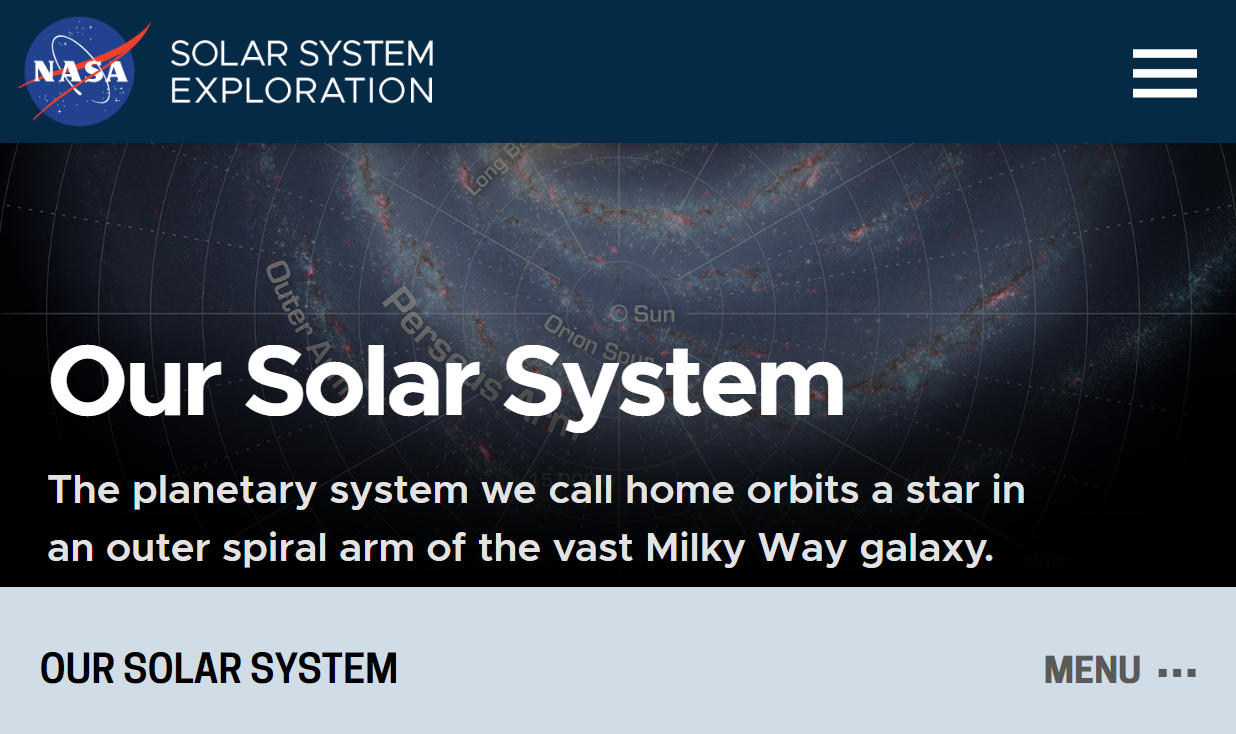 NASA
SOLAR SYSTEM
EXPLORATION
Long Ba
Sun
Outer Arm
Perseus Arm
Orion Spur
Our Solar System
The planetary system we call home orbits a star in
an outer spiral arm of the vast Milky Way galaxy.
OUR SOLAR SYSTEM
MENU ...